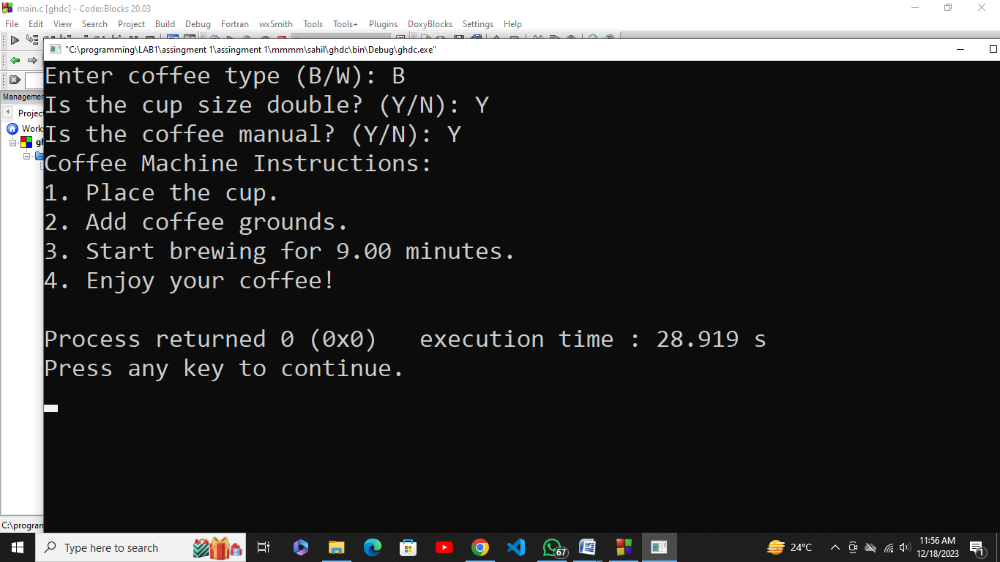 main.c [ghdc] - Code::Blocks 20.03
File Edit View Search Project Build Debug Fortran wxSmith Tools Tools+ Plugins DoxyBlocks Settings Help
"C:\programming\LAB1\assingment 1\assingment 1\mmmm\sahil\ghdc\bin\Debug\ghdc.exe"
Enter coffee type (B/W): B
Is the cup size double? (Y/N): Y
Is the coffee manual? (Y/N): Y
Coffee Machine Instructions:
1. Place the cup.
2. Add coffee grounds.
3. Start brewing for 9.00 minutes.
4. Enjoy your coffee!
Process returned 0 (0x0) execution time : 28.919 s
Press any key to continue.
Managemen
Projec
Works
gh
C:\program
Type here to search
67
24°C
11:56 AM
12/18/2023
1